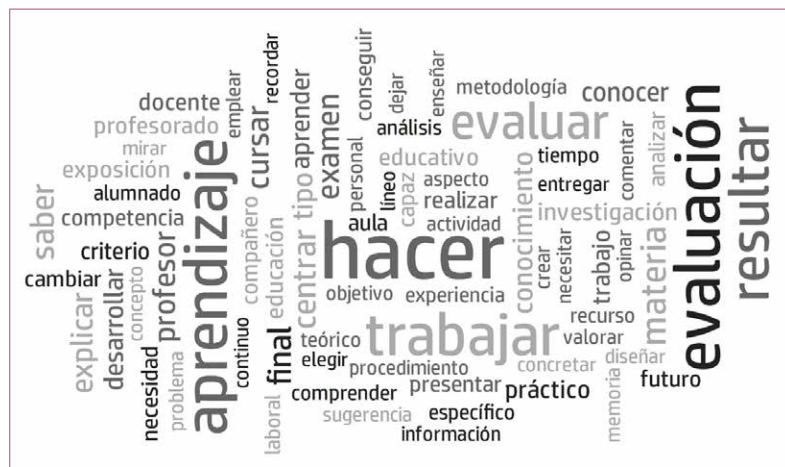 recordar
emplear
docente
profesorado
mirar
exposición
alumnado
competencia
saber
criterio
cambiar
explicar
desarrollar
concepto
necesidad
problema
profesor
aprendizaje
cursar
compañero
educación
continuo
laboral
final
centrar
tipo
aprender
examen
conseguir
personal
dejar
enseñar
análisis
educativo
líneo
capaz
aspecto
realizar
aula
actividad
hacer
objetivo
experiencia
trabajar
teórico
elegir
procedimiento
comprender
presentar
sugerencia
específico
información
práctico
concretar
metodología
conocer
evaluar
tiempo
entregar
comentar
analizar
conocimiento
investigación
crear
necesitar
trabajo
opinar
materia
recurso
valorar
diseñar
memoria
futuro
evaluación
resultar